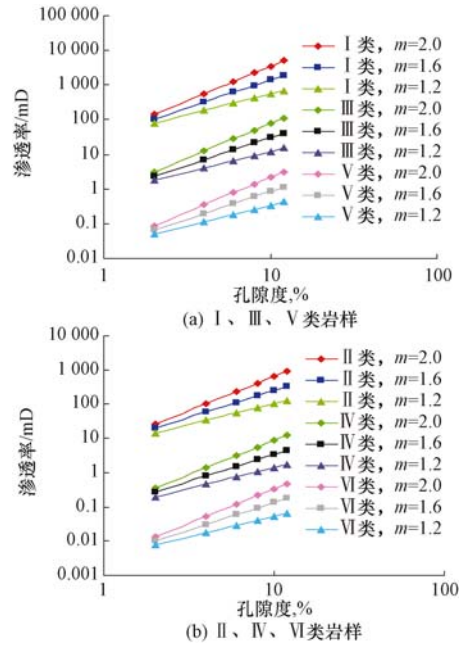 100 000
10 000
1 000
100
10
1
0.1
0.01
渗透率/mD
1
10
100
孔隙度,%
Ⅰ类，m=2.0
Ⅰ类，m=1.6
Ⅰ类，m=1.2
Ⅲ类，m=2.0
Ⅲ类，m=1.6
Ⅲ类，m=1.2
Ⅴ类，m=2.0
Ⅴ类，m=1.6
Ⅴ类，m=1.2
(a) Ⅰ、Ⅲ、Ⅴ类岩样
10 000
1 000
100
10
1
0.1
0.01
0.001
渗透率/mD
1
10
100
孔隙度,%
Ⅱ类，m=2.0
Ⅱ类，m=1.6
Ⅱ类，m=1.2
Ⅳ类，m=2.0
Ⅳ类，m=1.6
Ⅳ类，m=1.2
Ⅵ类，m=2.0
Ⅵ类，m=1.6
Ⅵ类，m=1.2
(b) Ⅱ、Ⅳ、Ⅵ类岩样